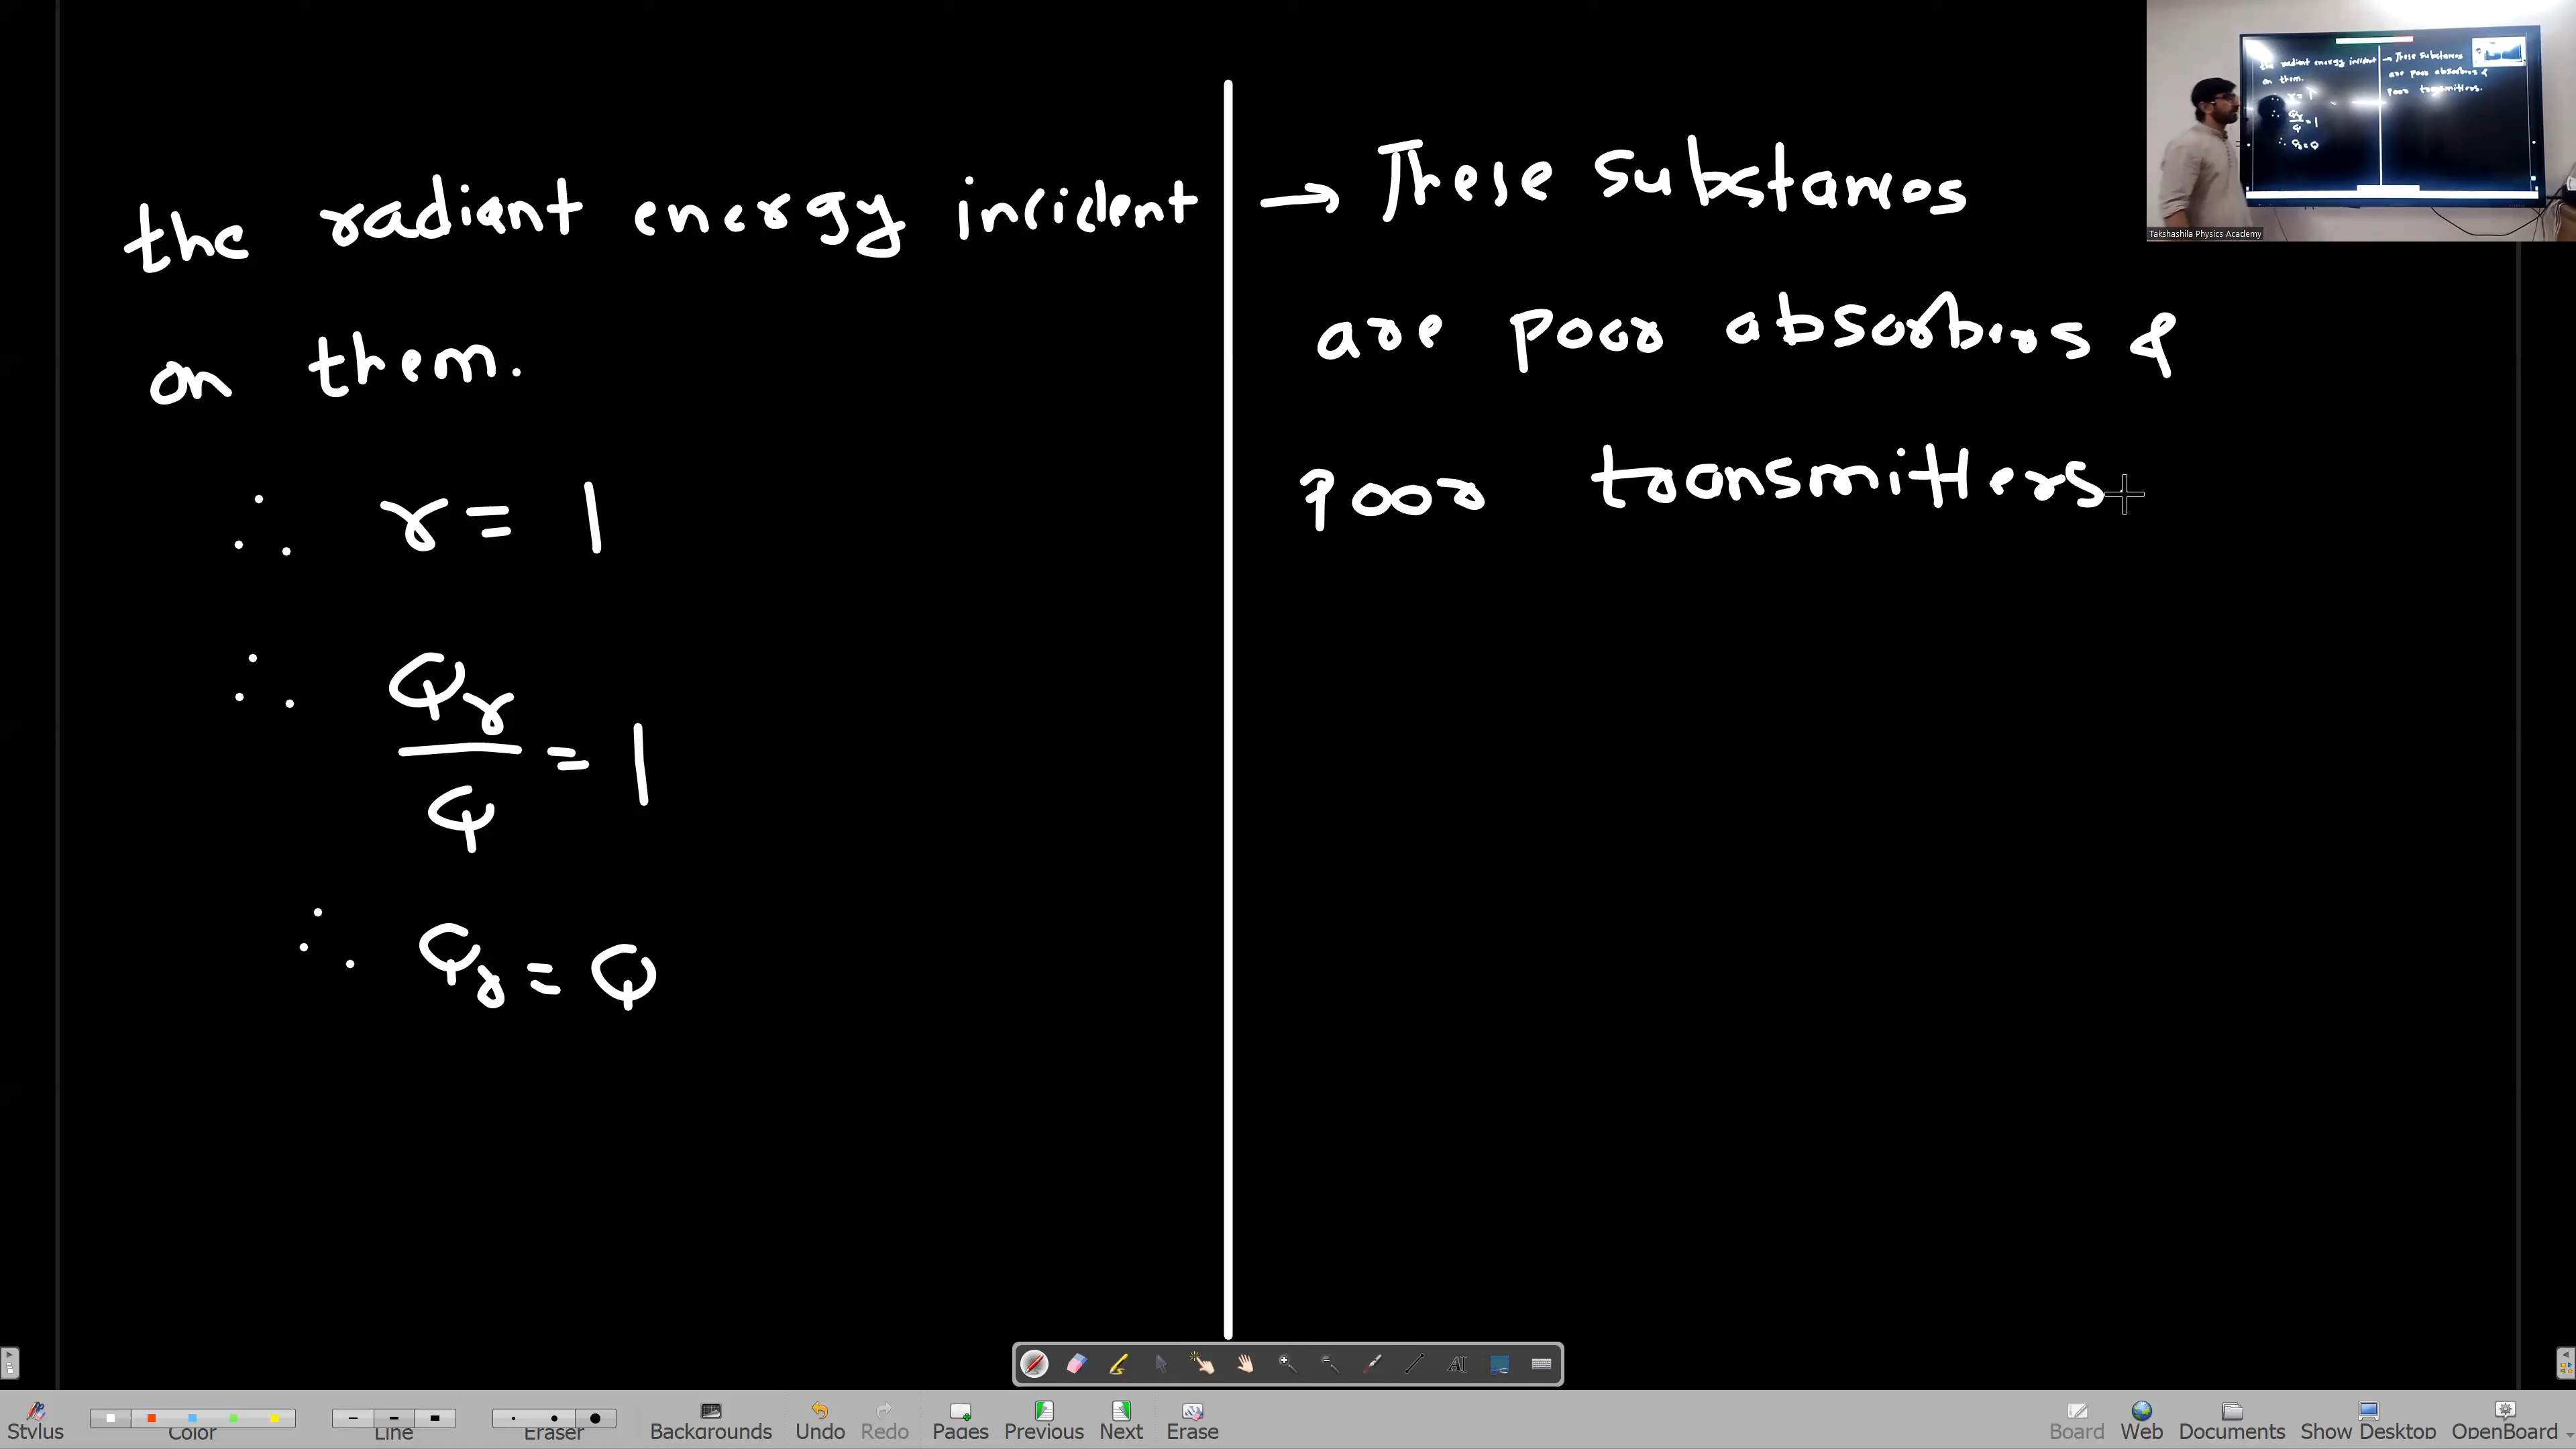 the radiant energy incident
on them.
∴ r = 1
∴ Qr/Q = 1
∴ Qr = Q
→ These substances
are poor absorbers &
poor transmitters
Takshashila Physics Academy
Stylus
Color
Line
Eraser
Backgrounds
Undo
Redo
Pages
Previous
Next
Erase
Board
Web
Documents
Show Desktop
OpenBoard